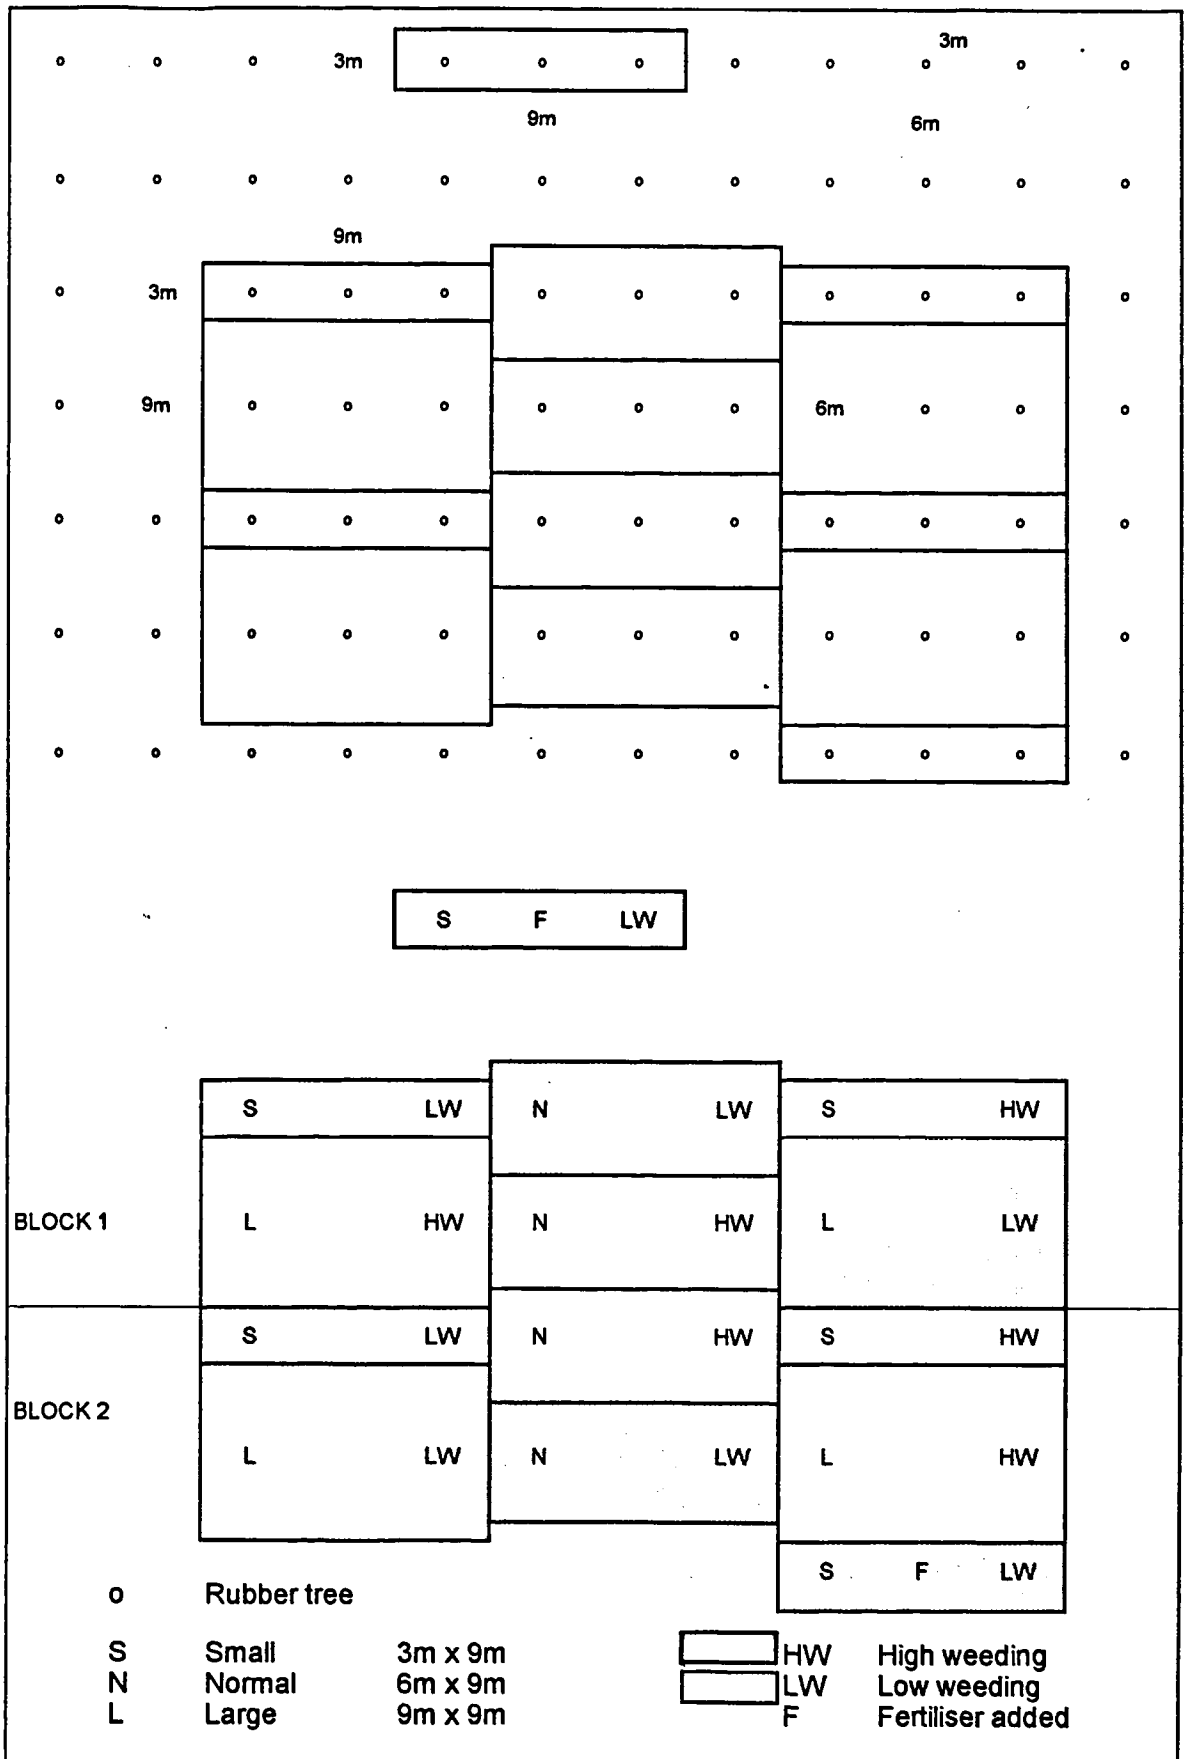 3m 3m
9m 6m
9m
3m
9m 6m
S F LW
S LW N LW S HW
BLOCK 1 L HW N HW L LW
S LW N HW S HW
BLOCK 2
L LW N LW L HW
S F LW
o Rubber tree
S Small 3m x 9m HW High weeding
N Normal 6m x 9m LW Low weeding
L Large 9m x 9m F Fertiliser added